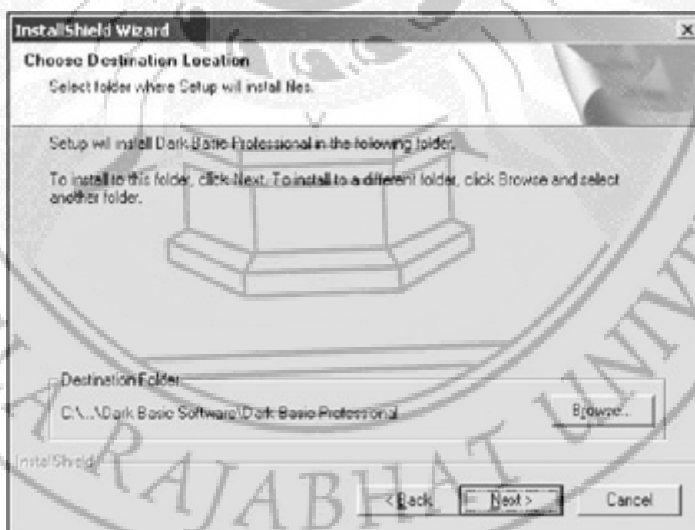 InstallShield Wizard
Choose Destination Location
Select folder where Setup will install files.
Setup will install Dark Basic Professional in the following folder.
To install to this folder, click Next. To install to a different folder, click Browse and select
another folder.
Destination Folder
C:\...\Dark Basic Software\Dark Basic Professional
Browse...
InstallShield
< Back
Next >
Cancel
RAJABHAT